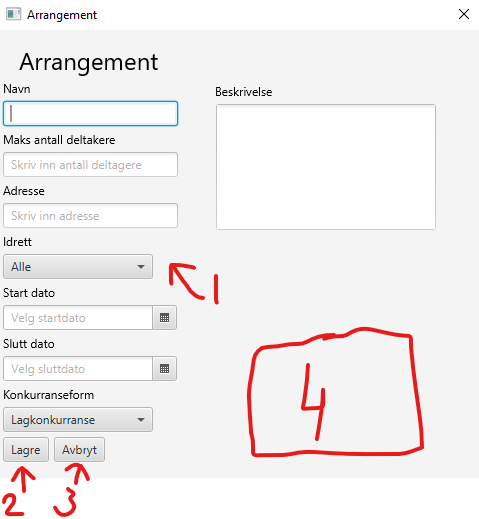 Arrangement
Arrangement
Navn
Beskrivelse
Maks antall deltakere
Skriv inn antall deltagere
Adresse
Skriv inn adresse
Idrett
Alle
1
Start dato
Velg startdato
Slutt dato
Velg sluttdato
4
Konkurranseform
Lagkonkurranse
Lagre Avbryt
2 3